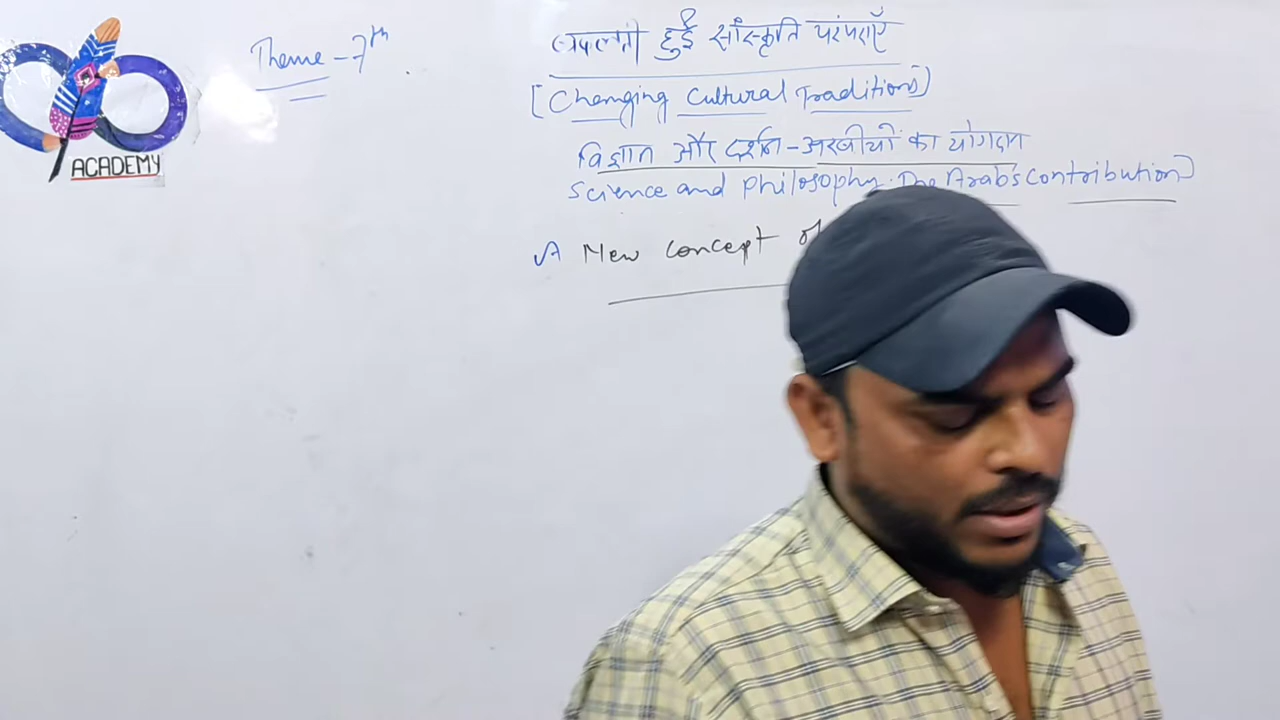 ACADEMY
Theme - 7th
बदलती हुई सांस्कृति परंपराएँ
[Changing Cultural Traditions]
विज्ञान और दर्शन - अरबीयों का योगदान
Science and philosophy. The Arab's contribution]
A New concept of